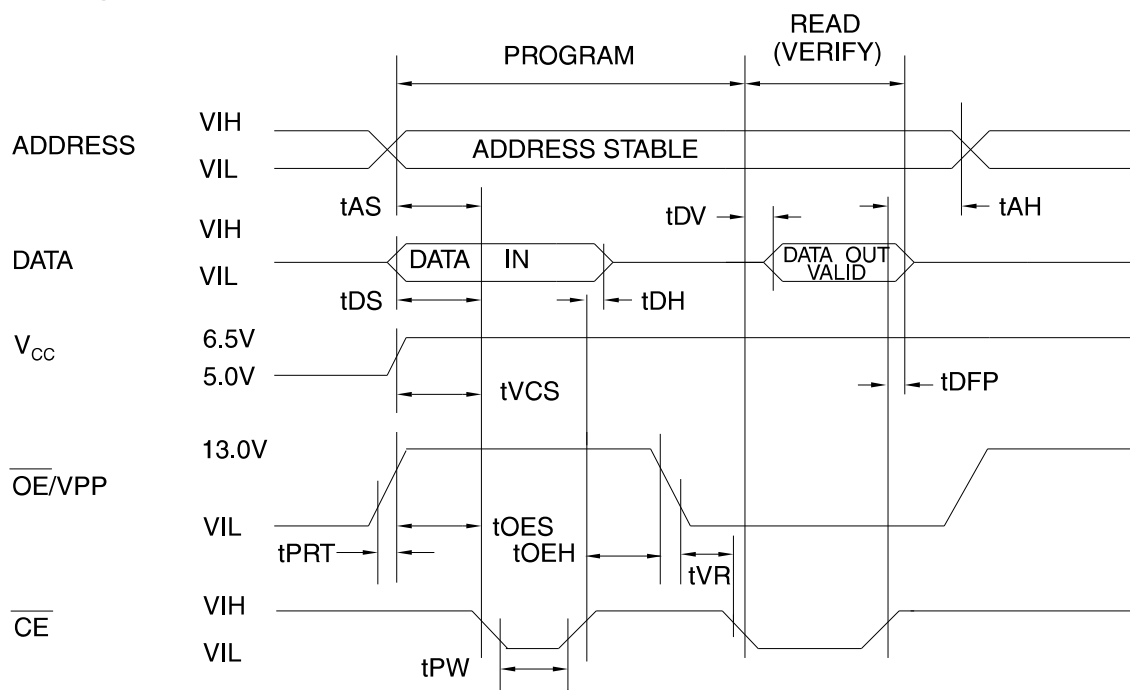 READ
(VERIFY)
PROGRAM
ADDRESS
VIH
VIL
ADDRESS STABLE
tAS
tDV
tAH
DATA
VIH
VIL
DATA IN
DATA OUT
VALID
tDS
tDH
VCC
6.5V
5.0V
tVCS
tDFP
OE/VPP
13.0V
VIL
tPRT
tOES
tOEH
tVR
CE
VIH
VIL
tPW